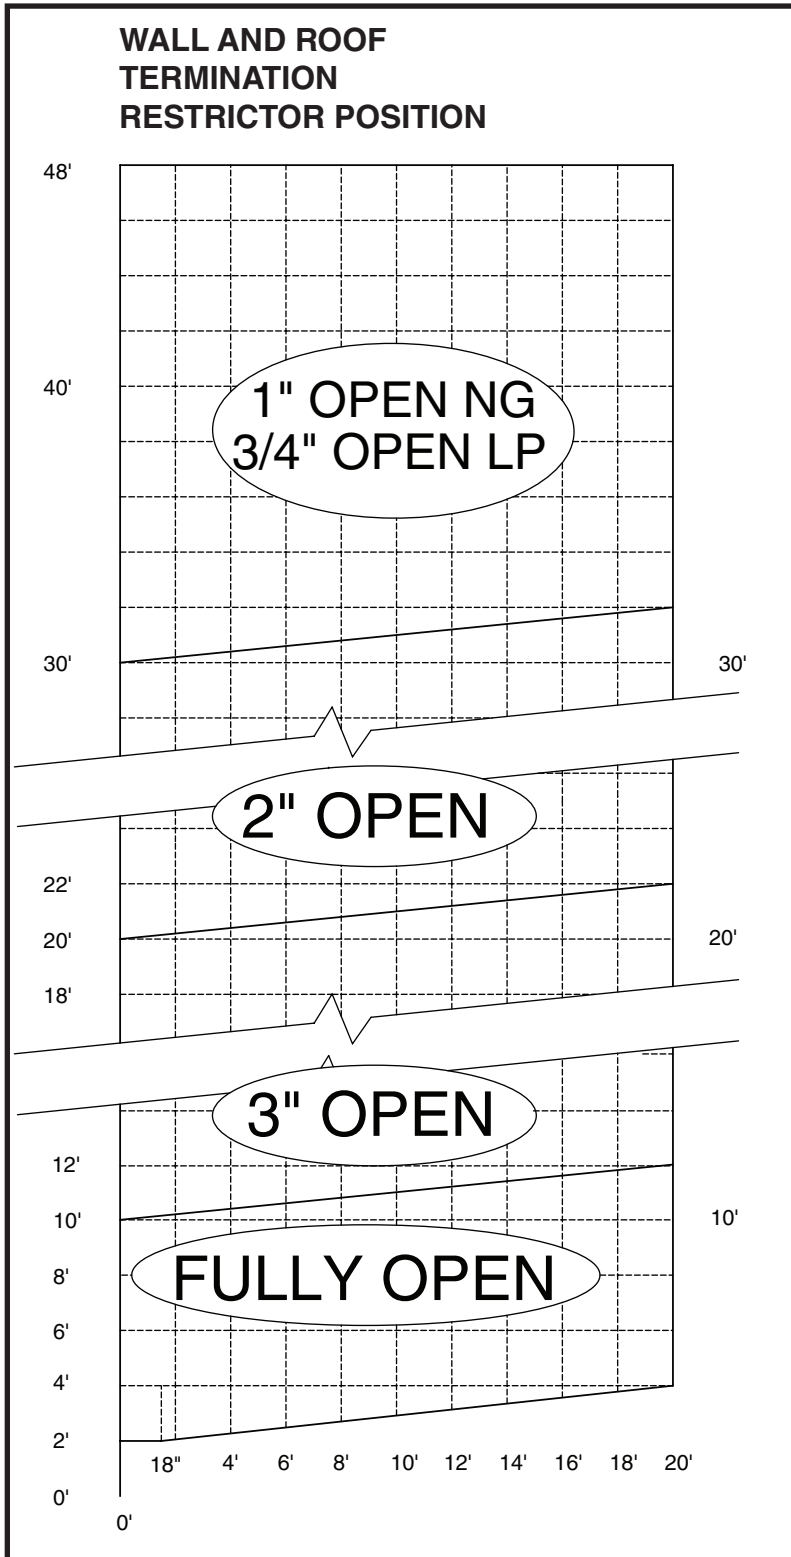 WALL AND ROOF
TERMINATION
RESTRICTOR POSITION
48'
40'
1" OPEN NG
3/4" OPEN LP
30' 30'
2" OPEN
22'
20' 20'
18'
3" OPEN
12'
10' 10'
FULLY OPEN
8'
6'
4'
2'
18" 4' 6' 8' 10' 12' 14' 16' 18' 20'
0'
0'